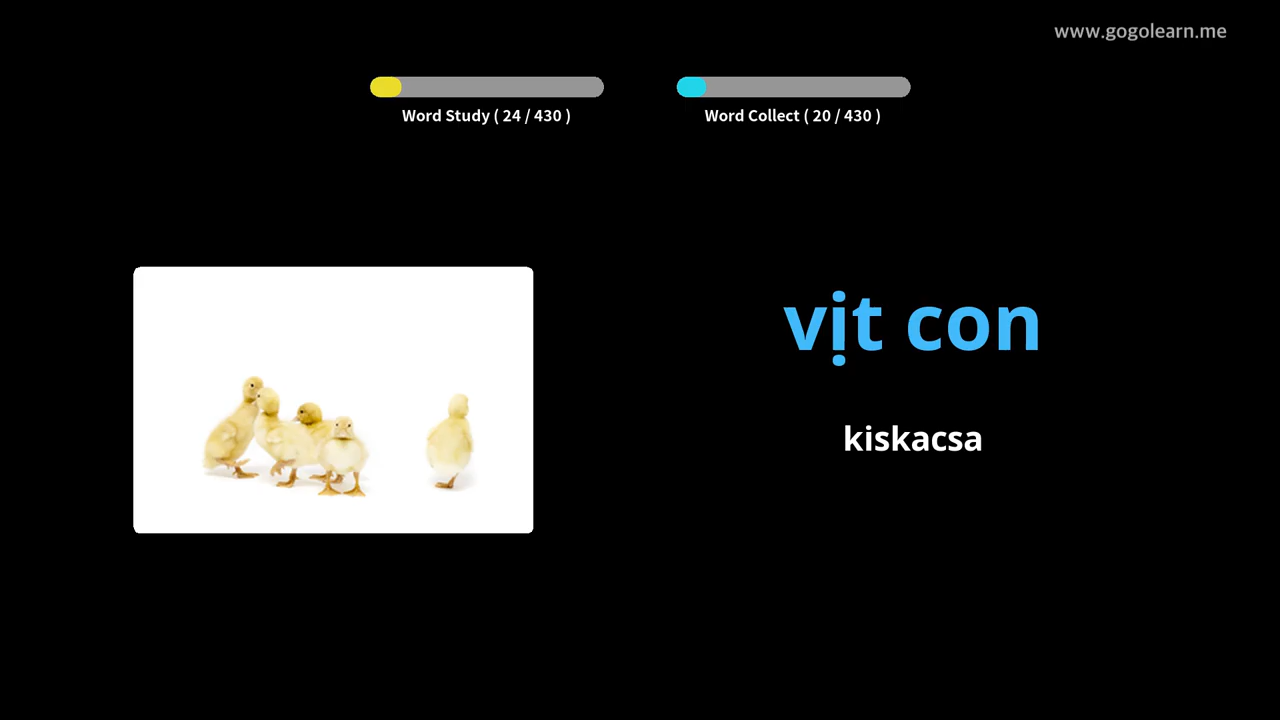 www.gogolearn.me
Word Study ( 24 / 430 )
Word Collect ( 20 / 430 )
vịt con
kiskacsa